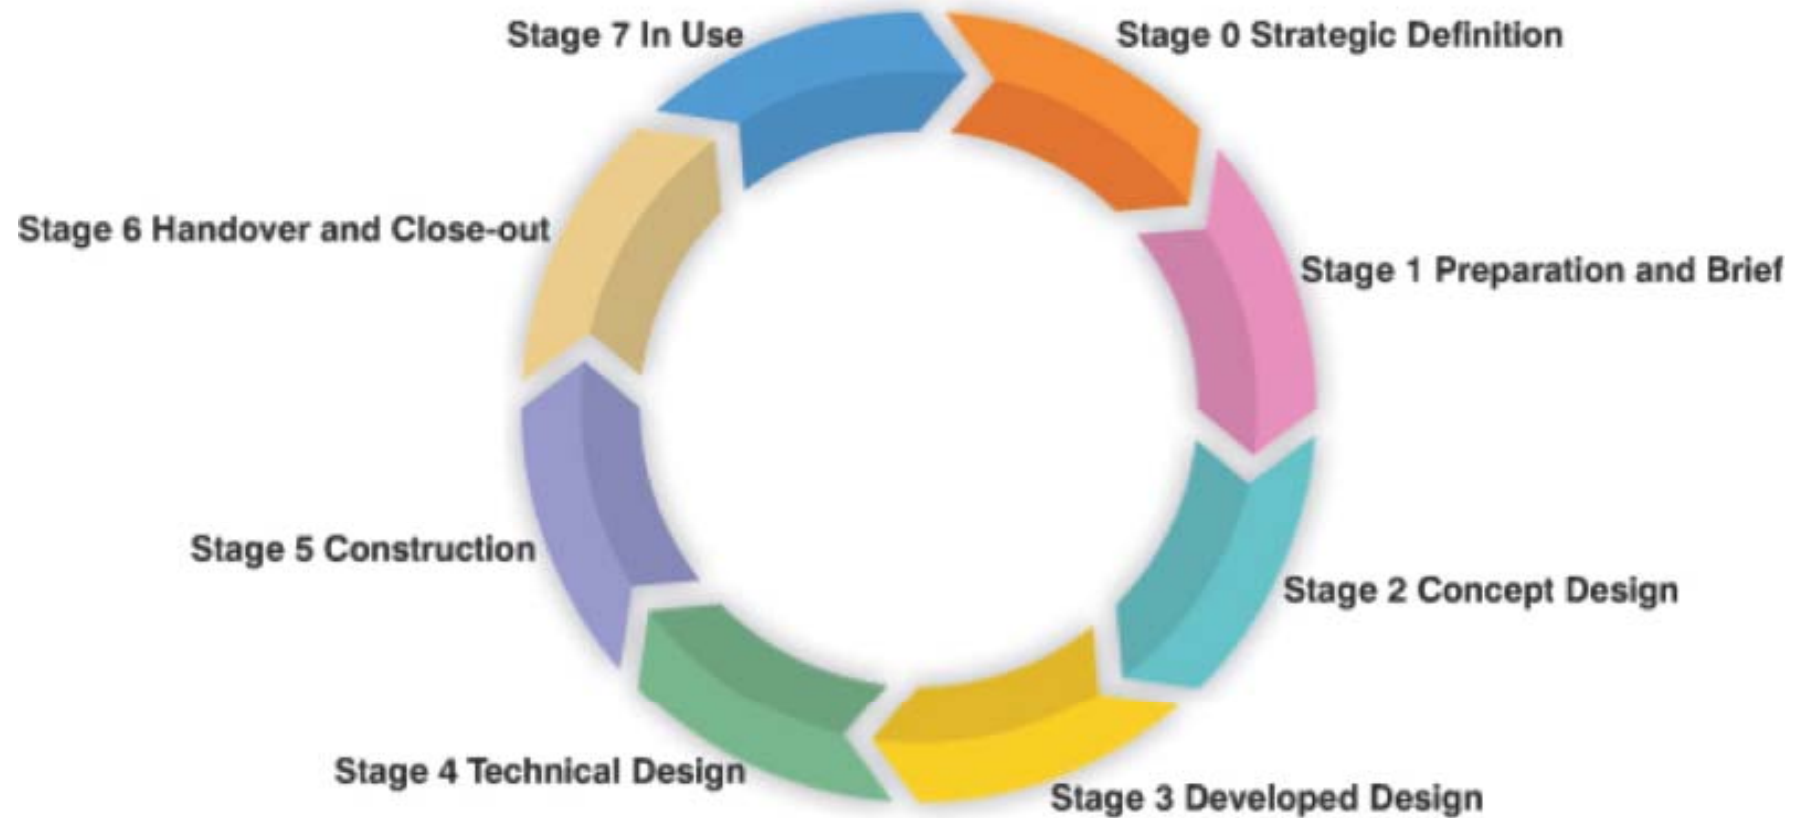 Stage 7 In Use
Stage 0 Strategic Definition
Stage 6 Handover and Close-out
Stage 1 Preparation and Brief
Stage 5 Construction
Stage 2 Concept Design
Stage 4 Technical Design
Stage 3 Developed Design